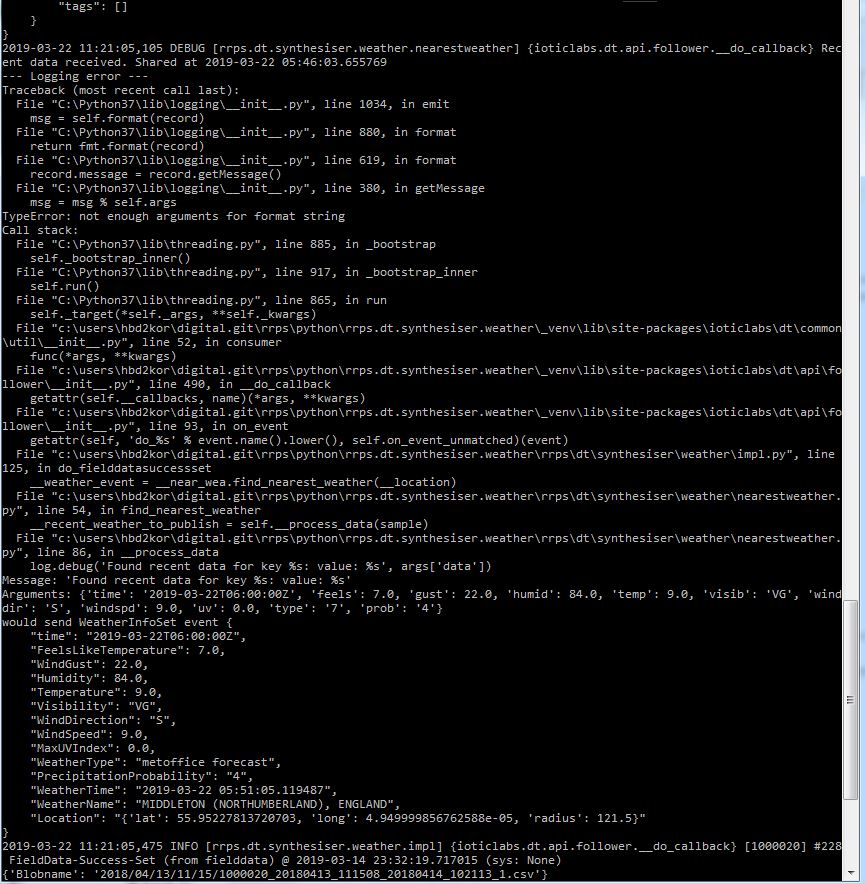 "tags": []
    }
}
2019-03-22 11:21:05,105 DEBUG [rrps.dt.synthesiser.weather.nearestweather] {ioticlabs.dt.api.follower.__do_callback} Rec
ent data received. Shared at 2019-03-22 05:46:03.655769
--- Logging error ---
Traceback (most recent call last):
  File "C:\Python37\lib\logging\__init__.py", line 1034, in emit
    msg = self.format(record)
  File "C:\Python37\lib\logging\__init__.py", line 880, in format
    return fmt.format(record)
  File "C:\Python37\lib\logging\__init__.py", line 619, in format
    record.message = record.getMessage()
  File "C:\Python37\lib\logging\__init__.py", line 380, in getMessage
    msg = msg % self.args
TypeError: not enough arguments for format string
Call stack:
  File "C:\Python37\lib\threading.py", line 885, in _bootstrap
    self._bootstrap_inner()
  File "C:\Python37\lib\threading.py", line 917, in _bootstrap_inner
    self.run()
  File "C:\Python37\lib\threading.py", line 865, in run
    self._target(*self._args, **self._kwargs)
  File "c:\users\hbd2kor\digital.git\rrps\python\rrps.dt.synthesiser.weather\_venv\lib\site-packages\ioticlabs\dt\common
\util\__init__.py", line 52, in consumer
    func(*args, **kwargs)
  File "c:\users\hbd2kor\digital.git\rrps\python\rrps.dt.synthesiser.weather\_venv\lib\site-packages\ioticlabs\dt\api\fo
llower\__init__.py", line 490, in __do_callback
    getattr(self.__callbacks, name)(*args, **kwargs)
  File "c:\users\hbd2kor\digital.git\rrps\python\rrps.dt.synthesiser.weather\_venv\lib\site-packages\ioticlabs\dt\api\fo
llower\__init__.py", line 93, in on_event
    getattr(self, 'do_%s' % event.name().lower(), self.on_event_unmatched)(event)
  File "c:\users\hbd2kor\digital.git\rrps\python\rrps.dt.synthesiser.weather\rrps\dt\synthesiser\weather\impl.py", line
125, in do_fielddatasuccessset
    __weather_event = __near_wea.find_nearest_weather(__location)
  File "c:\users\hbd2kor\digital.git\rrps\python\rrps.dt.synthesiser.weather\rrps\dt\synthesiser\weather\nearestweather.
py", line 54, in find_nearest_weather
    __recent_weather_to_publish = self.__process_data(sample)
  File "c:\users\hbd2kor\digital.git\rrps\python\rrps.dt.synthesiser.weather\rrps\dt\synthesiser\weather\nearestweather.
py", line 86, in __process_data
    log.debug('Found recent data for key %s: value: %s', args['data'])
Message: 'Found recent data for key %s: value: %s'
Arguments: {'time': '2019-03-22T06:00:00Z', 'feels': 7.0, 'gust': 22.0, 'humid': 84.0, 'temp': 9.0, 'visib': 'VG', 'wind
dir': 'S', 'windspd': 9.0, 'uv': 0.0, 'type': '7', 'prob': '4'}
would send WeatherInfoSet event {
    "time": "2019-03-22T06:00:00Z",
    "FeelsLikeTemperature": 7.0,
    "WindGust": 22.0,
    "Humidity": 84.0,
    "Temperature": 9.0,
    "Visibility": "VG",
    "WindDirection": "S",
    "WindSpeed": 9.0,
    "MaxUVIndex": 0.0,
    "WeatherType": "metoffice forecast",
    "PrecipitationProbability": "4",
    "WeatherTime": "2019-03-22 05:51:05.119487",
    "WeatherName": "MIDDLETON (NORTHUMBERLAND), ENGLAND",
    "Location": "{'lat': 55.95227813720703, 'long': 4.949999856762588e-05, 'radius': 121.5}"
}
2019-03-22 11:21:05,475 INFO [rrps.dt.synthesiser.weather.impl] {ioticlabs.dt.api.follower.__do_callback} [1000020] #228
 FieldData-Success-Set (from fielddata) @ 2019-03-14 23:32:19.717015 (sys: None)
{'Blobname': '2018/04/13/11/15/1000020_20180413_111508_20180414_102113_1.csv'}